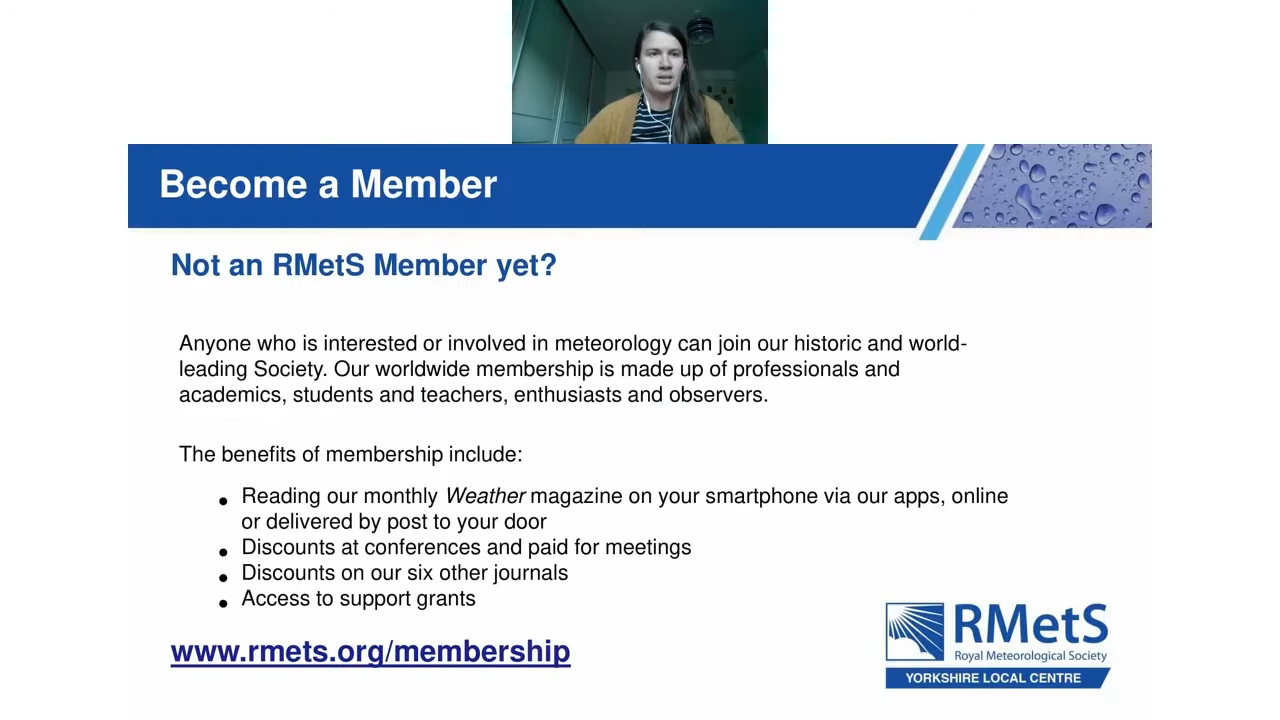 Become a Member
Not an RMetS Member yet?
Anyone who is interested or involved in meteorology can join our historic and world-
leading Society. Our worldwide membership is made up of professionals and
academics, students and teachers, enthusiasts and observers.
The benefits of membership include:
• Reading our monthly Weather magazine on your smartphone via our apps, online
or delivered by post to your door
• Discounts at conferences and paid for meetings
• Discounts on our six other journals
• Access to support grants
www.rmets.org/membership
RMetS
Royal Meteorological Society
YORKSHIRE LOCAL CENTRE